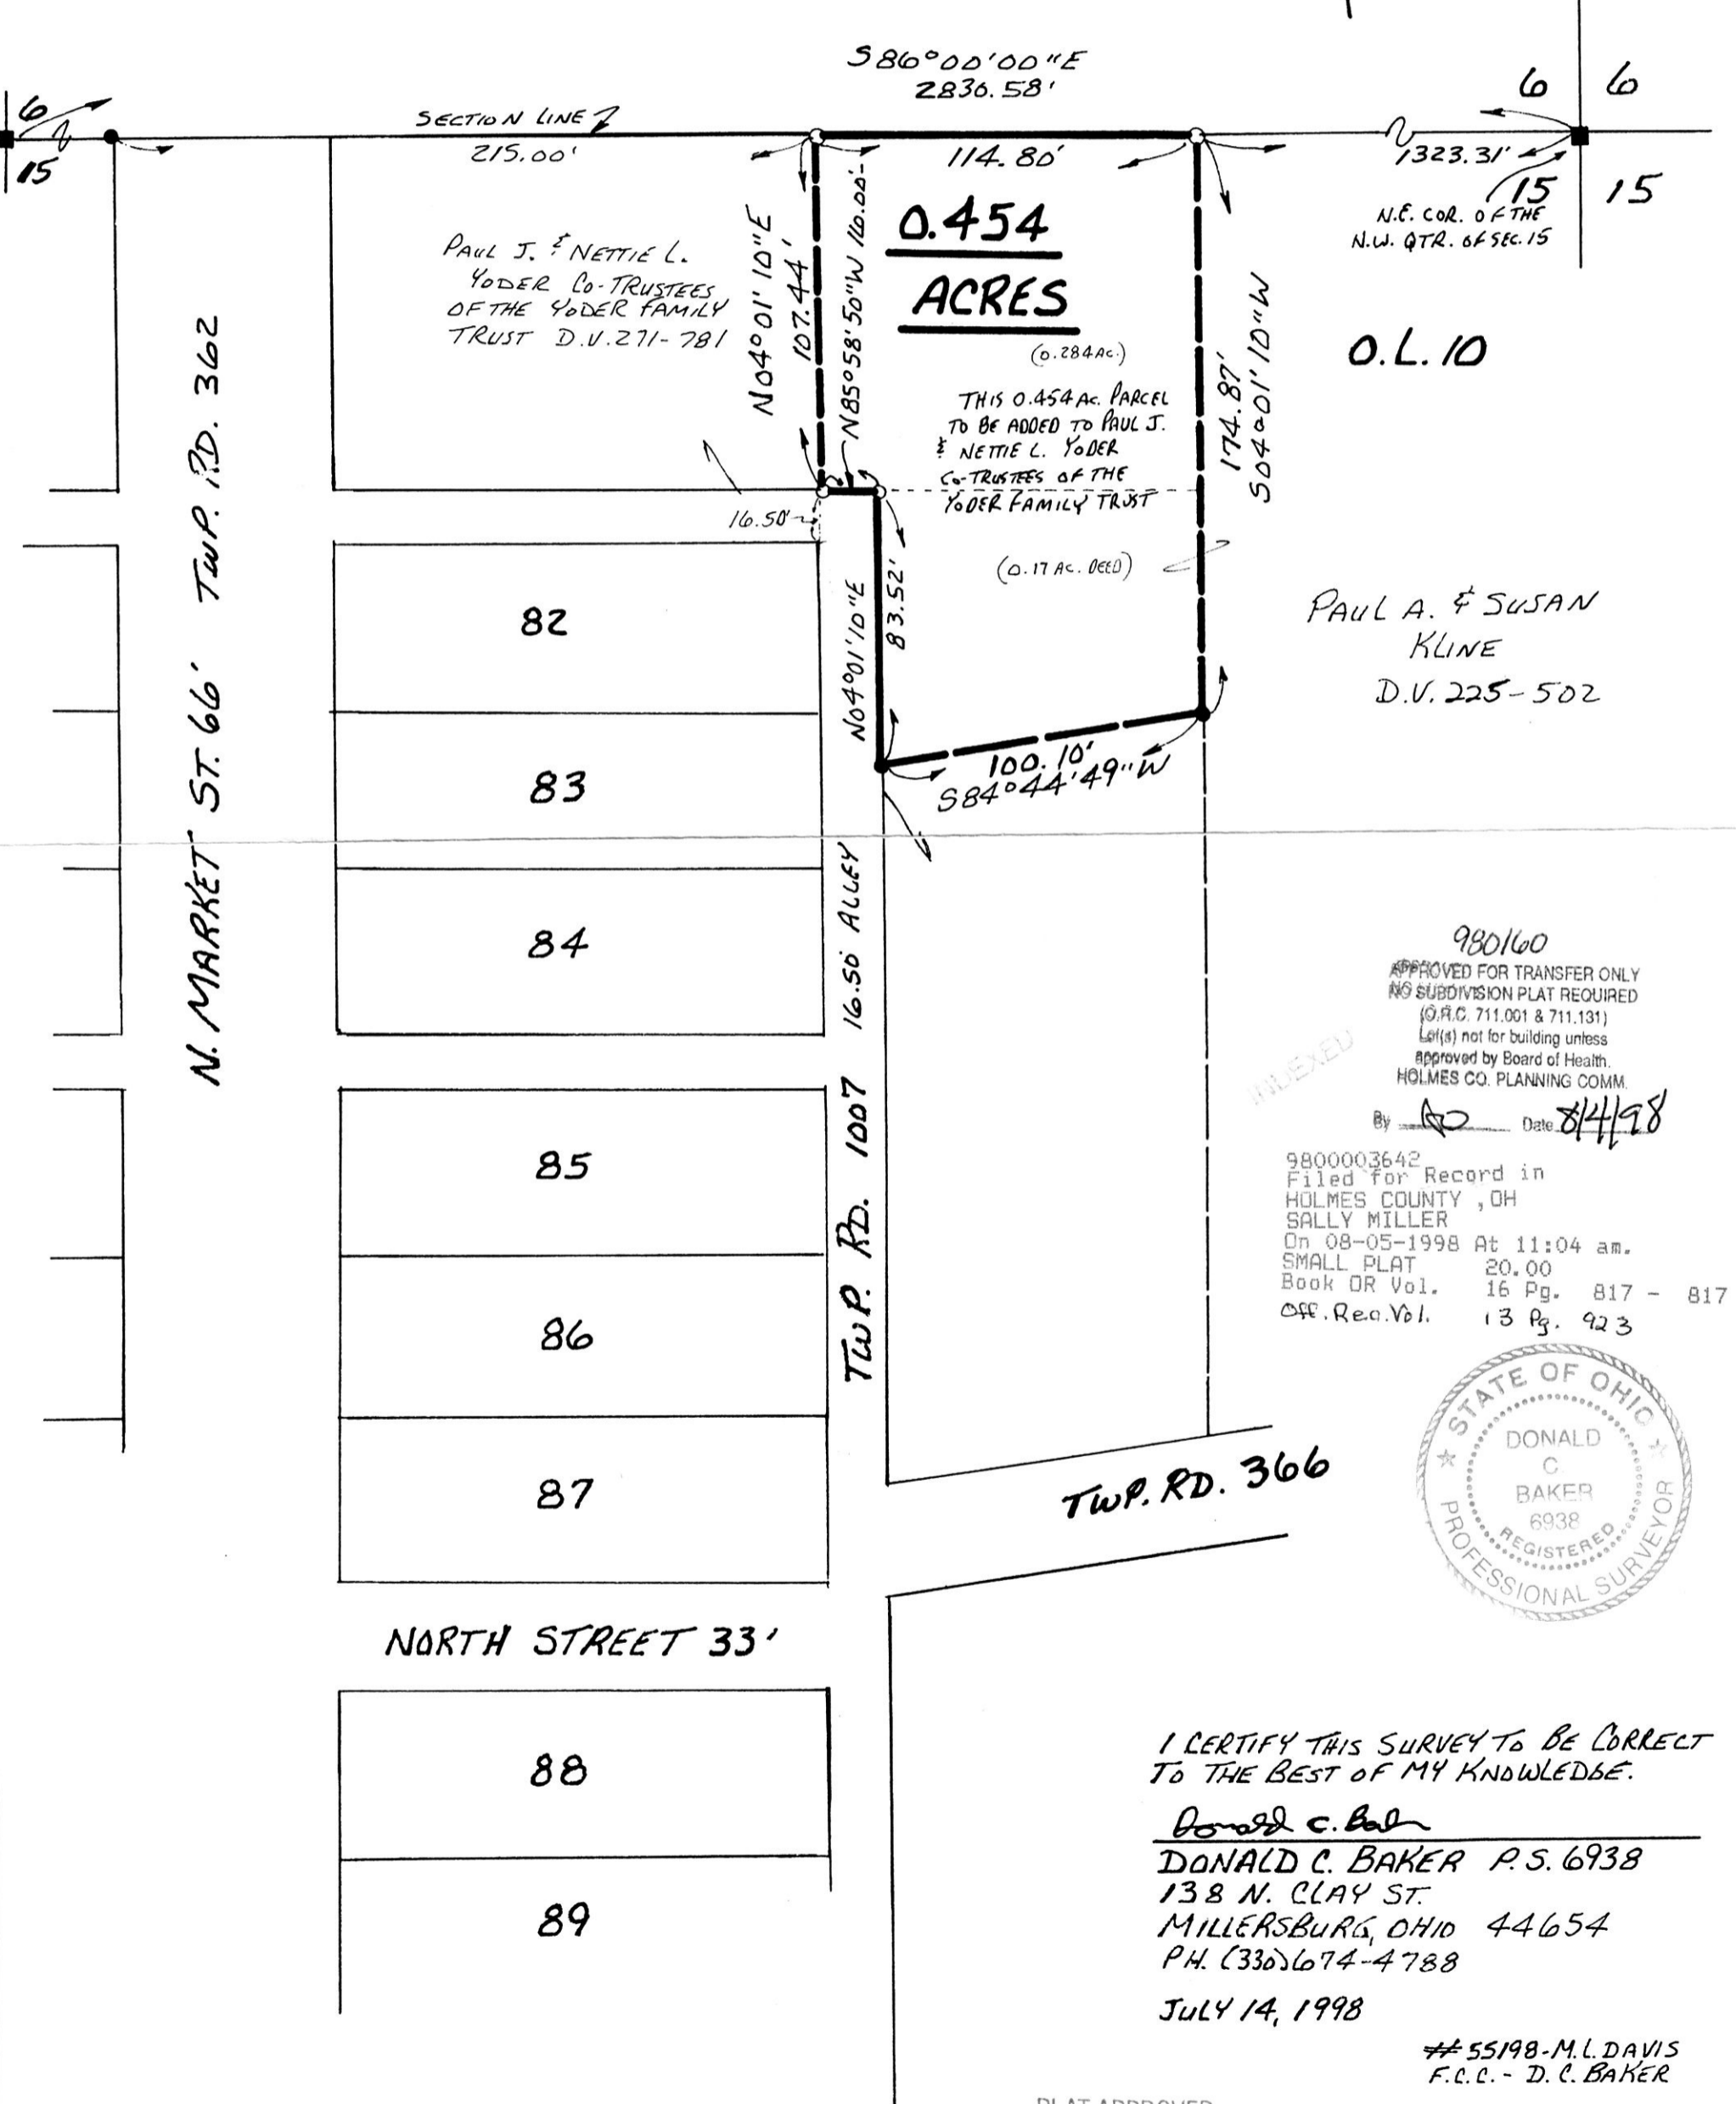 S86°00'00"E
2830.58'
6
15
SECTION LINE
215.00'
114.80'
1323.31'
6
6
15
15
N.E. COR. OF THE
N.W. QTR. OF SEC. 15
0.454
ACRES
(0.284 AC.)
THIS 0.454 AC. PARCEL
TO BE ADDED TO PAUL J.
& NETTIE L. YODER
CO-TRUSTEES OF THE
YODER FAMILY TRUST
(0.17 AC. DEED)
PAUL J. & NETTIE L.
YODER CO-TRUSTEES
OF THE YODER FAMILY
TRUST D.V. 271-781
N04°01'10"E
107.44'
N85°58'50"W 16.00'
174.87'
S04°01'10"W
O.L. 10
16.50'
N04°01'10"E
83.52'
100.10'
S84°44'49"W
PAUL A. & SUSAN
KLINE
D.V. 225-502
N. MARKET ST. 66' TWP. RD. 362
82
83
84
85
86
87
TWP. RD. 1007 16.50' ALLEY
TWP. RD. 366
NORTH STREET 33'
88
89
980160
APPROVED FOR TRANSFER ONLY
NO SUBDIVISION PLAT REQUIRED
(O.R.C. 711.001 & 711.131)
Lot(s) not for building unless
approved by Board of Health.
HOLMES CO. PLANNING COMM.
By Date 8/4/98
INDEXED
9800003642
Filed for Record in
HOLMES COUNTY , OH
SALLY MILLER
On 08-05-1998 At 11:04 am.
SMALL PLAT 20.00
Book OR Vol. 16 Pg. 817 - 817
Off. Rec. Vol. 13 Pg. 923
STATE OF OHIO
DONALD
C
BAKER
6938
REGISTERED
PROFESSIONAL SURVEYOR
I CERTIFY THIS SURVEY TO BE CORRECT
TO THE BEST OF MY KNOWLEDGE.
Donald C. Baker
DONALD C. BAKER P.S. 6938
138 N. CLAY ST.
MILLERSBURG, OHIO 44654
PH. (330)674-4788
JULY 14, 1998
#55198-M.L. DAVIS
F.C.C. - D.C. BAKER
PLAT APPROVED